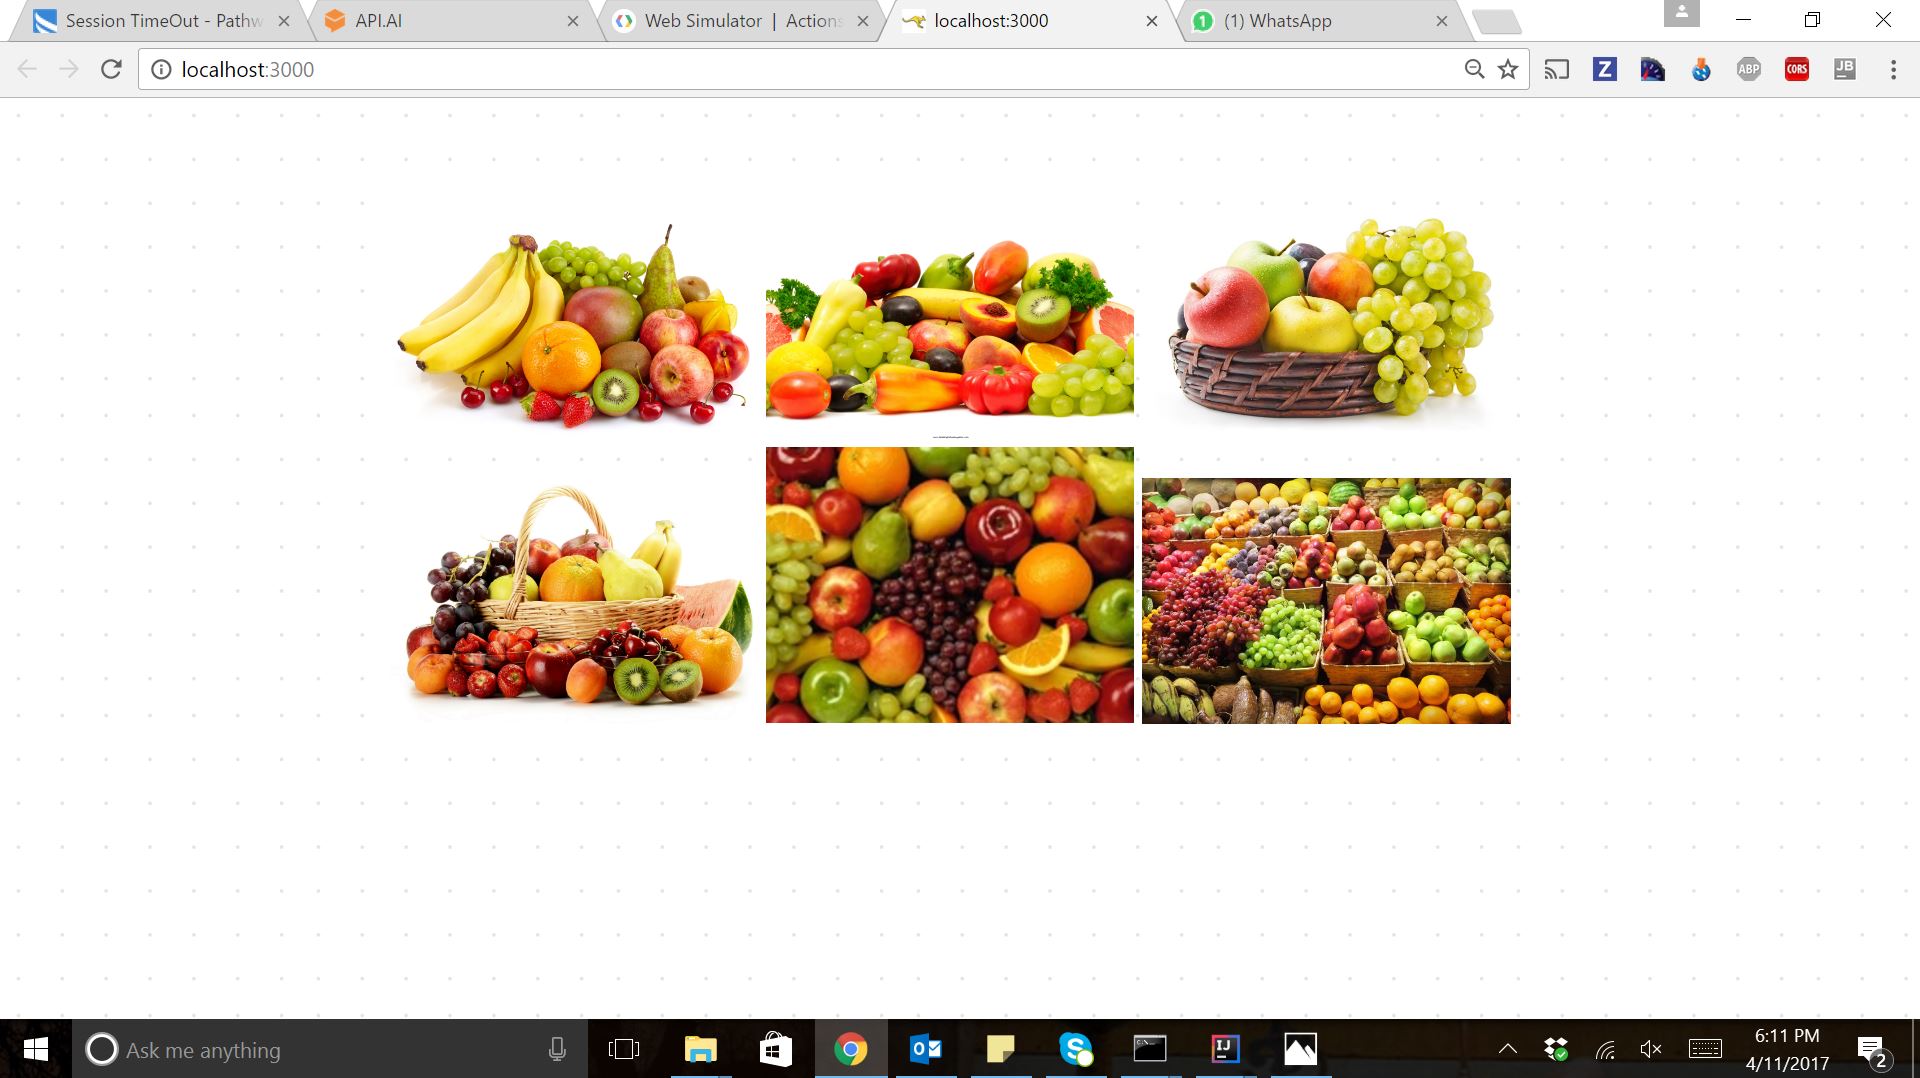 Session TimeOut - Pathw
API.AI
Web Simulator | Actions
localhost:3000
1 (1) WhatsApp
localhost:3000
Z
ABP
CORS
JB
Ask me anything
6:11 PM
4/11/2017
2